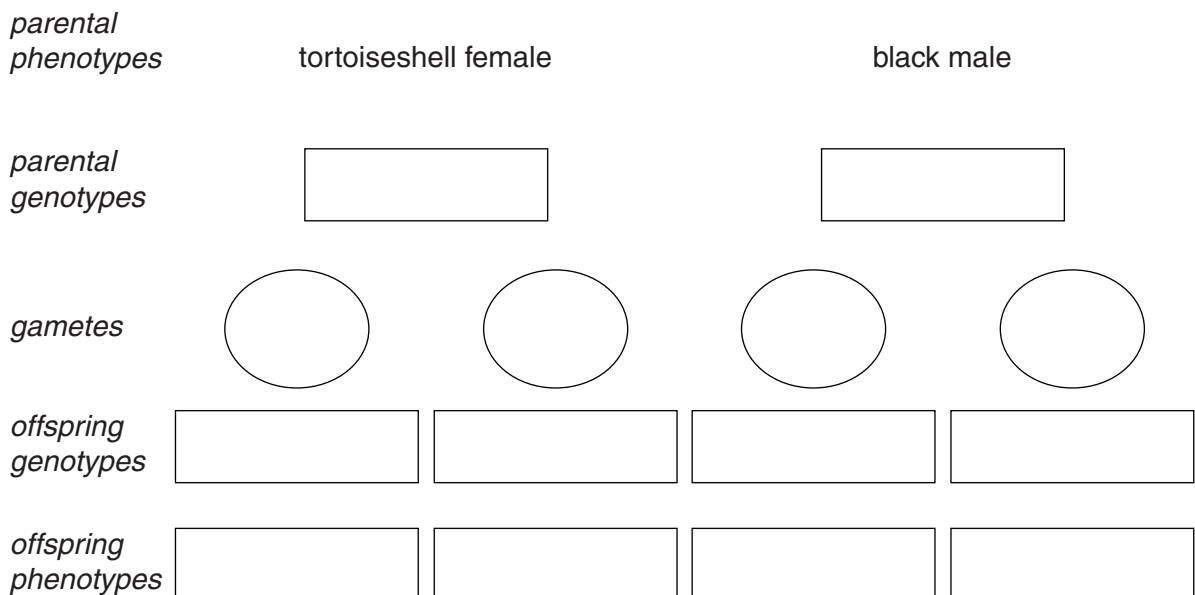 parental
phenotypes
tortoiseshell female
black male
parental
genotypes
gametes
offspring
genotypes
offspring
phenotypes